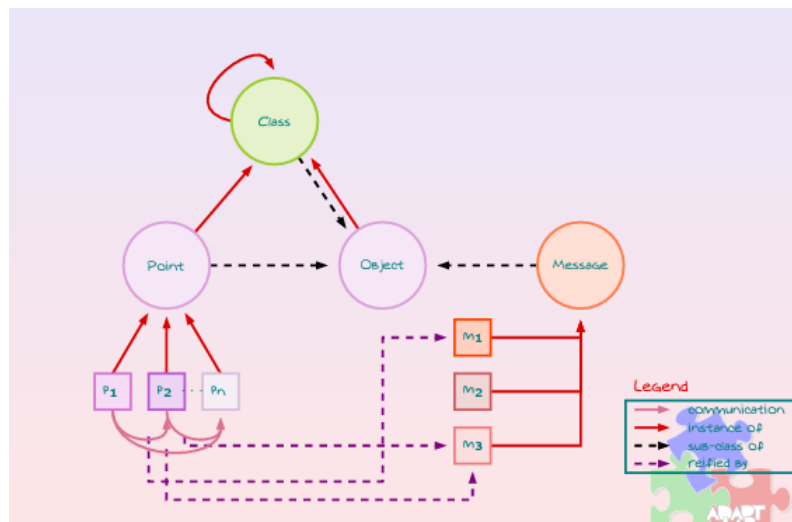 Class
Point
Object
Message
P1
P2
Pn
M1
M2
M3
Legend
communication
instance of
sub-class of
reified by
ADAPT